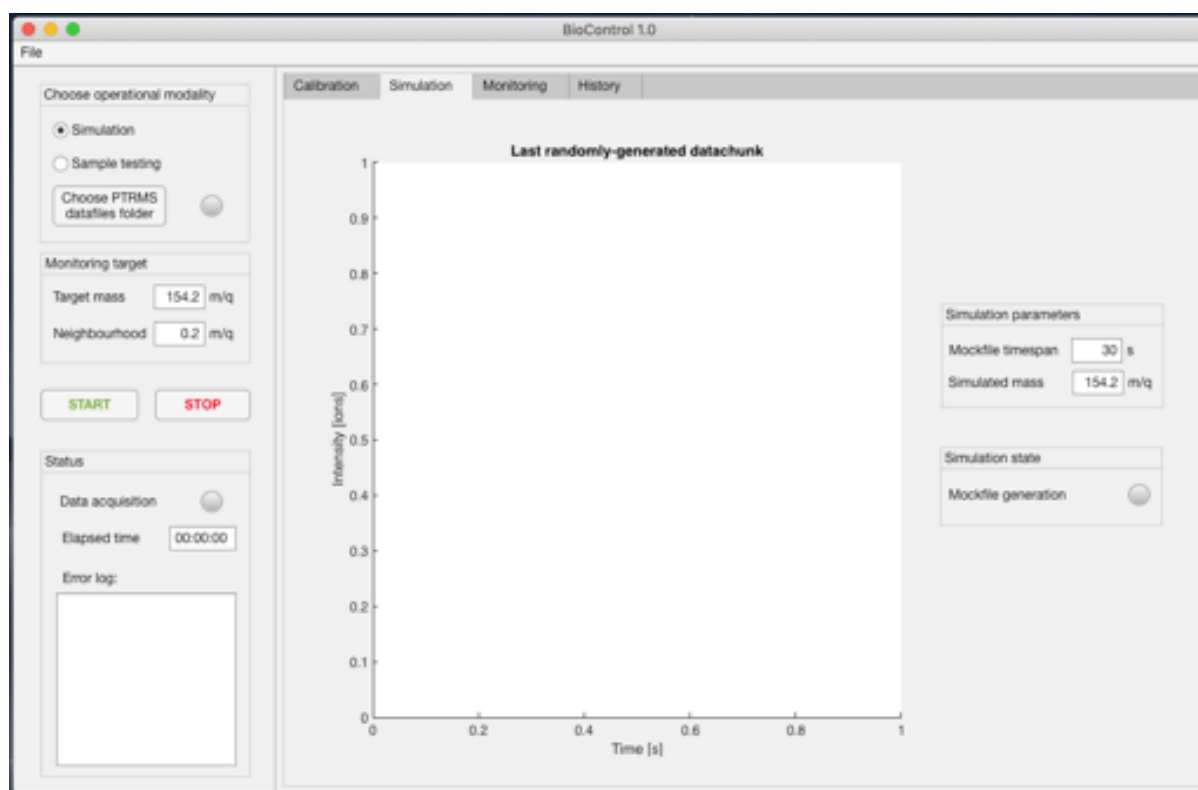 BioControl 1.0
File
Choose operational modality
Simulation
Sample testing
Choose PTRMS
datafiles folder
Monitoring target
Target mass 154.2 m/q
Neighbourhood 0.2 m/q
START STOP
Status
Data acquisition
Elapsed time 00:00:00
Error log:
Calibration Simulation Monitoring History
Last randomly-generated datachunk
Intensity [ions]
1
0.9
0.8
0.7
0.6
0.5
0.4
0.3
0.2
0.1
0
0 0.2 0.4 0.6 0.8 1
Time [s]
Simulation parameters
Mockfile timespan 30 s
Simulated mass 154.2 m/q
Simulation state
Mockfile generation